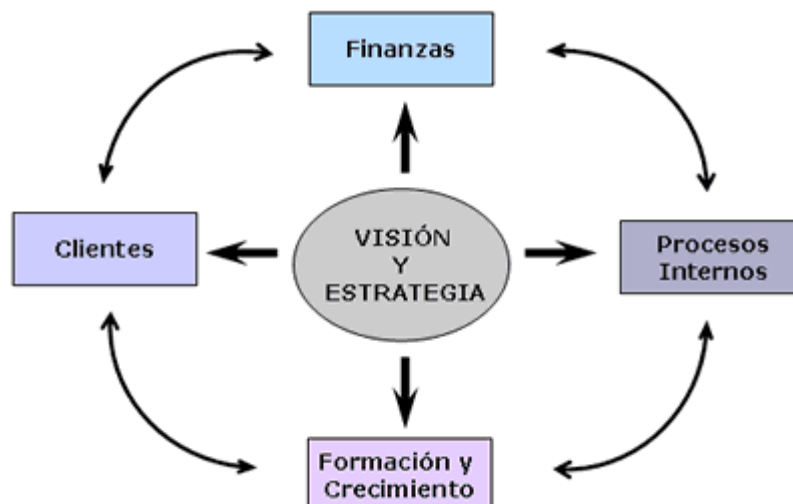 Finanzas
Clientes
VISIÓN
Y
ESTRATEGIA
Procesos
Internos
Formación y
Crecimiento